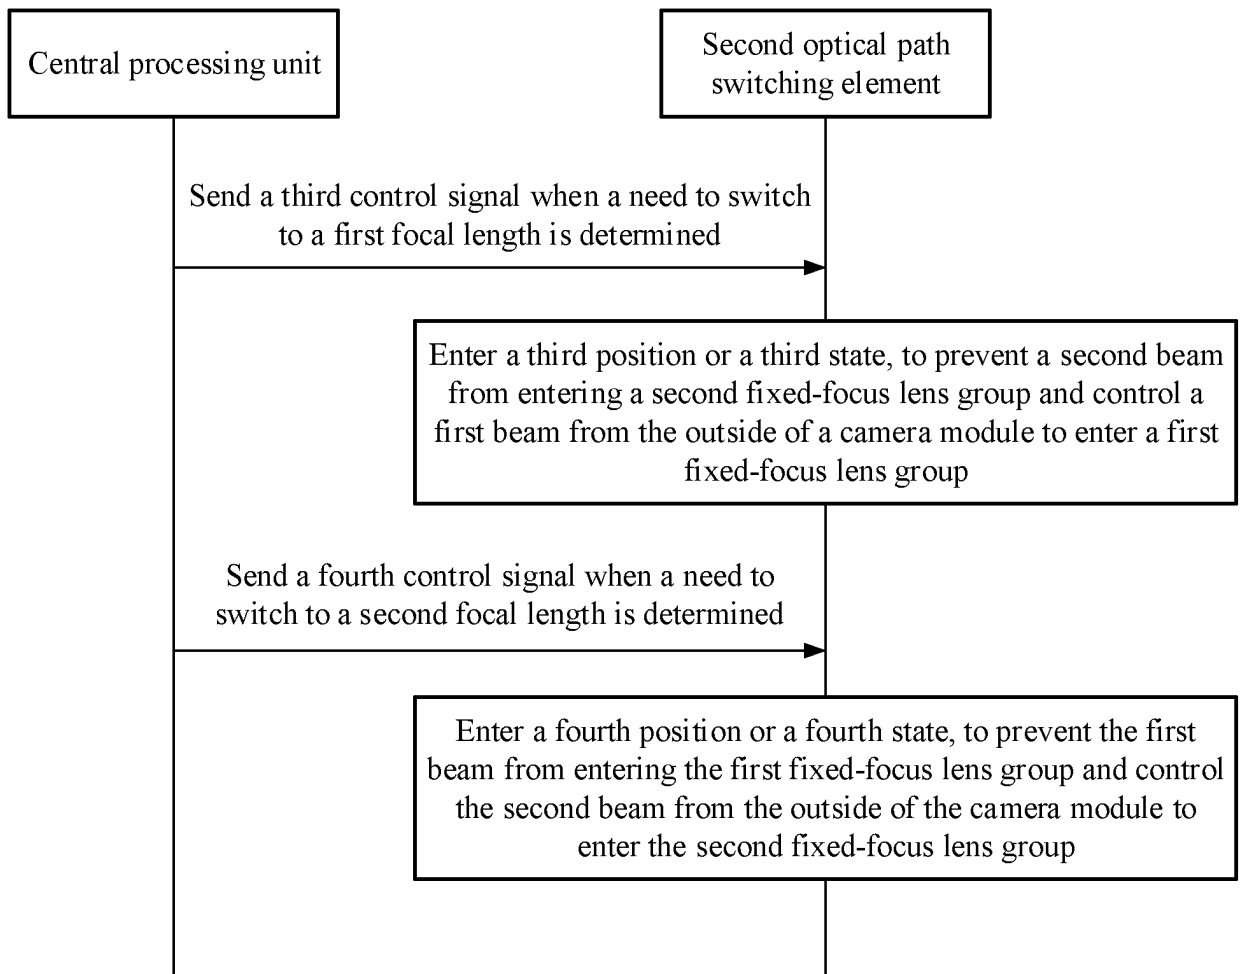 Central processing unit
Second optical path
switching element
Send a third control signal when a need to switch
to a first focal length is determined
Enter a third position or a third state, to prevent a second beam
from entering a second fixed-focus lens group and control a
first beam from the outside of a camera module to enter a first
fixed-focus lens group
Send a fourth control signal when a need to
switch to a second focal length is determined
Enter a fourth position or a fourth state, to prevent the first
beam from entering the first fixed-focus lens group and control
the second beam from the outside of the camera module to
enter the second fixed-focus lens group